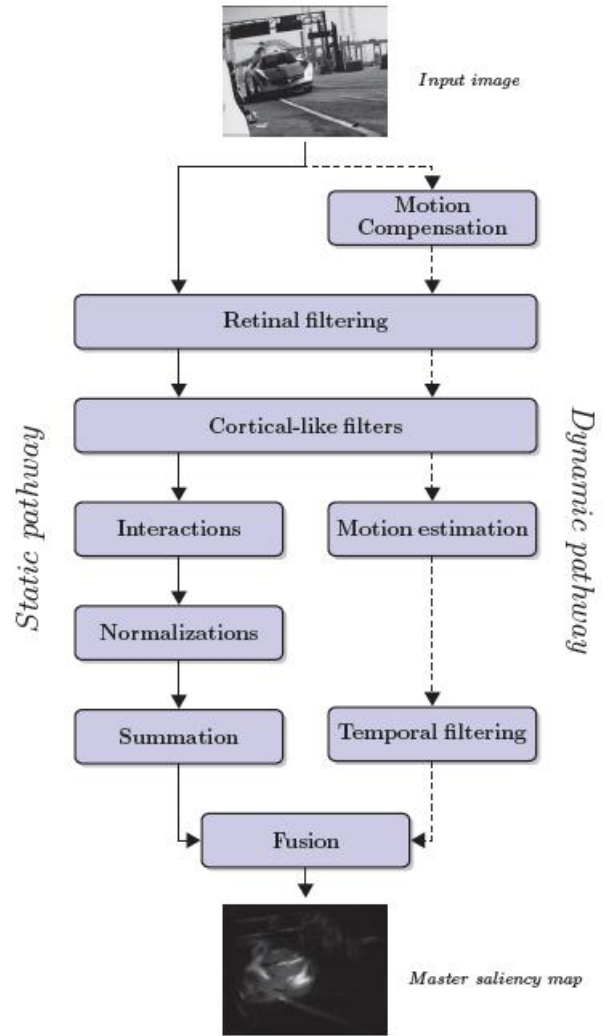 Input image
Motion
Compensation
Retinal filtering
Cortical-like filters
Static pathway
Dynamic pathway
Interactions
Motion estimation
Normalizations
Summation
Temporal filtering
Fusion
Master saliency map